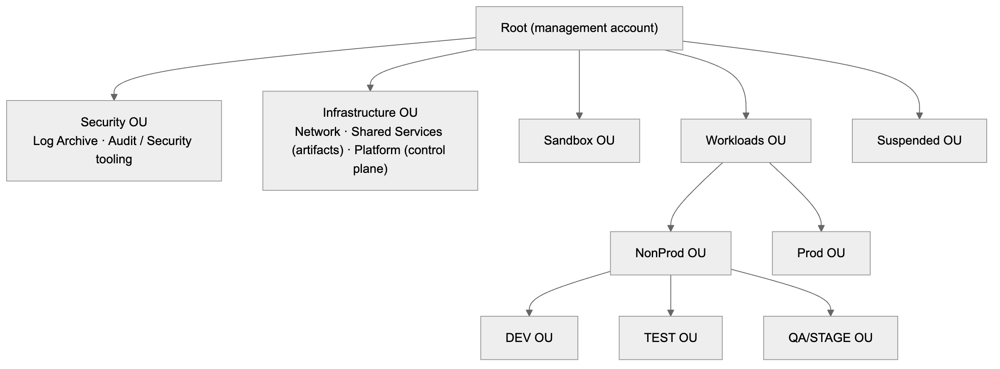 Root (management account)
Security OU
Log Archive · Audit / Security
tooling
Infrastructure OU
Network · Shared Services
(artifacts) · Platform (control
plane)
Sandbox OU
Workloads OU
Suspended OU
NonProd OU
Prod OU
DEV OU
TEST OU
QA/STAGE OU